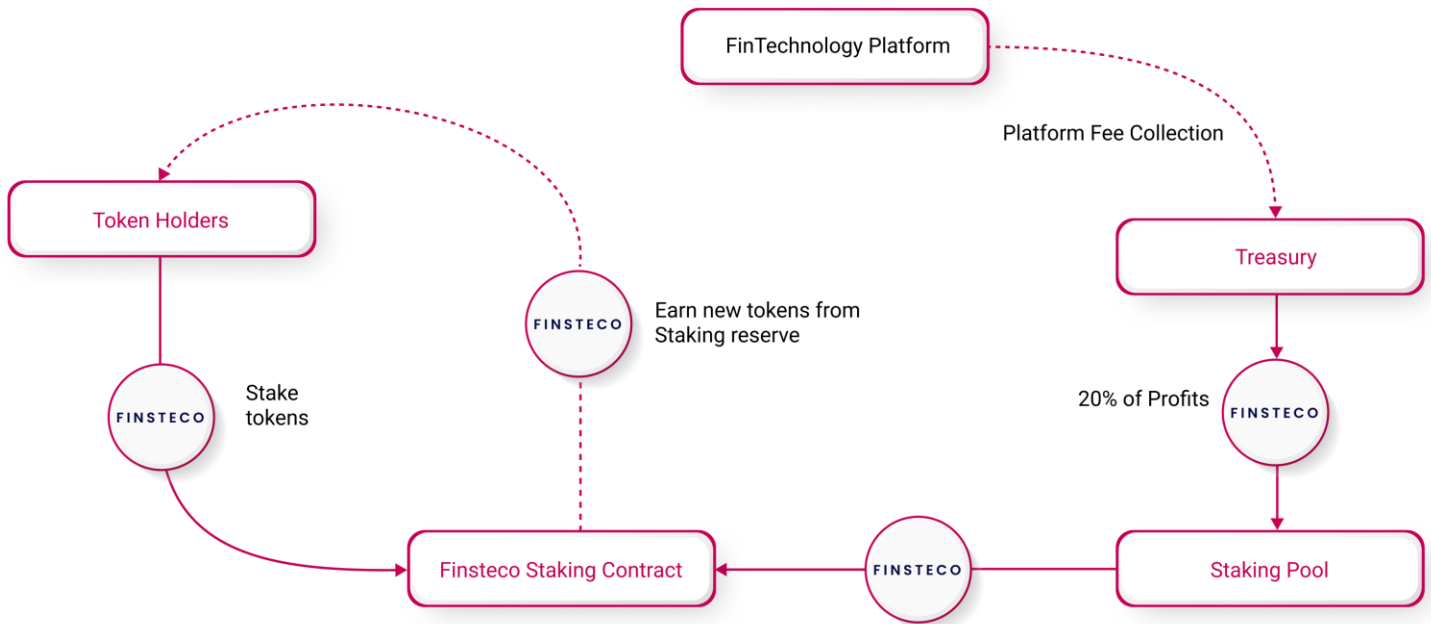 FinTechnology Platform
Platform Fee Collection
Token Holders
Treasury
Earn new tokens from
Staking reserve
FINSTECO
Stake
tokens
FINSTECO
20% of Profits
FINSTECO
Finsteco Staking Contract
FINSTECO
Staking Pool